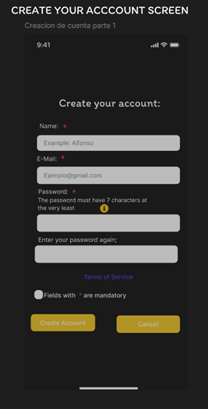 CREATE YOUR ACCCOUNT SCREEN
Creacion de cuenta parte 1
9:41
Create your account:
Name: *
Example: Alfonso
E-Mail: *
Ejemplo@gmail.com
Password: *
The password must have 7 characters at
the very least
Enter your password again;
Terms of Service
Fields with * are mandatory
Create Account
Cancel